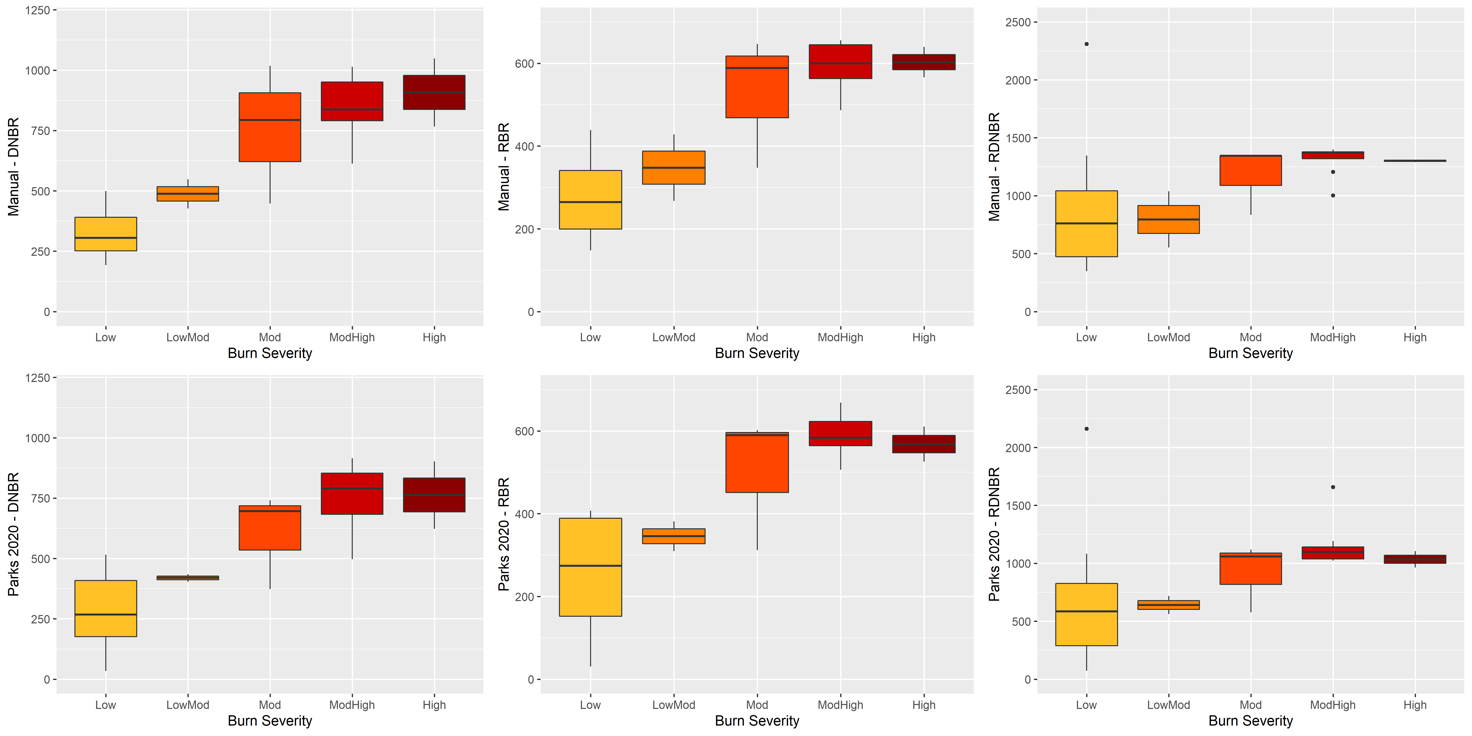 Manual - DNBR
1250
1000
750
500
250
0
Low LowMod Mod ModHigh High
Burn Severity
Manual - RBR
600
400
200
0
Low LowMod Mod ModHigh High
Burn Severity
Manual - RDNBR
2500
2000
1500
1000
500
0
Low LowMod Mod ModHigh High
Burn Severity
Parks 2020 - DNBR
1250
1000
750
500
250
0
Low LowMod Mod ModHigh High
Burn Severity
Parks 2020 - RBR
600
400
200
0
Low LowMod Mod ModHigh High
Burn Severity
Parks 2020 - RDNBR
2500
2000
1500
1000
500
0
Low LowMod Mod ModHigh High
Burn Severity